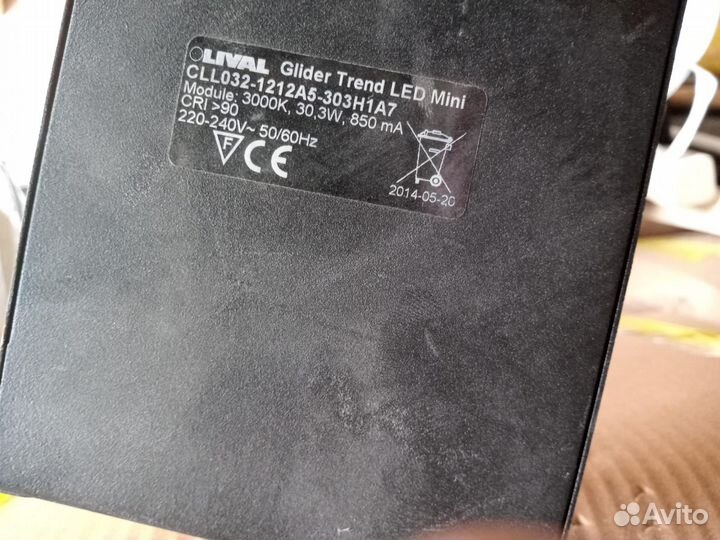 LIVAL Glider Trend LED Mini
CLL032-1212A5-303H1A7
Module: 3000K, 30,3W, 850 mA
CRI >90
220-240V~ 50/60Hz
F CE
2014-05-20
Avito